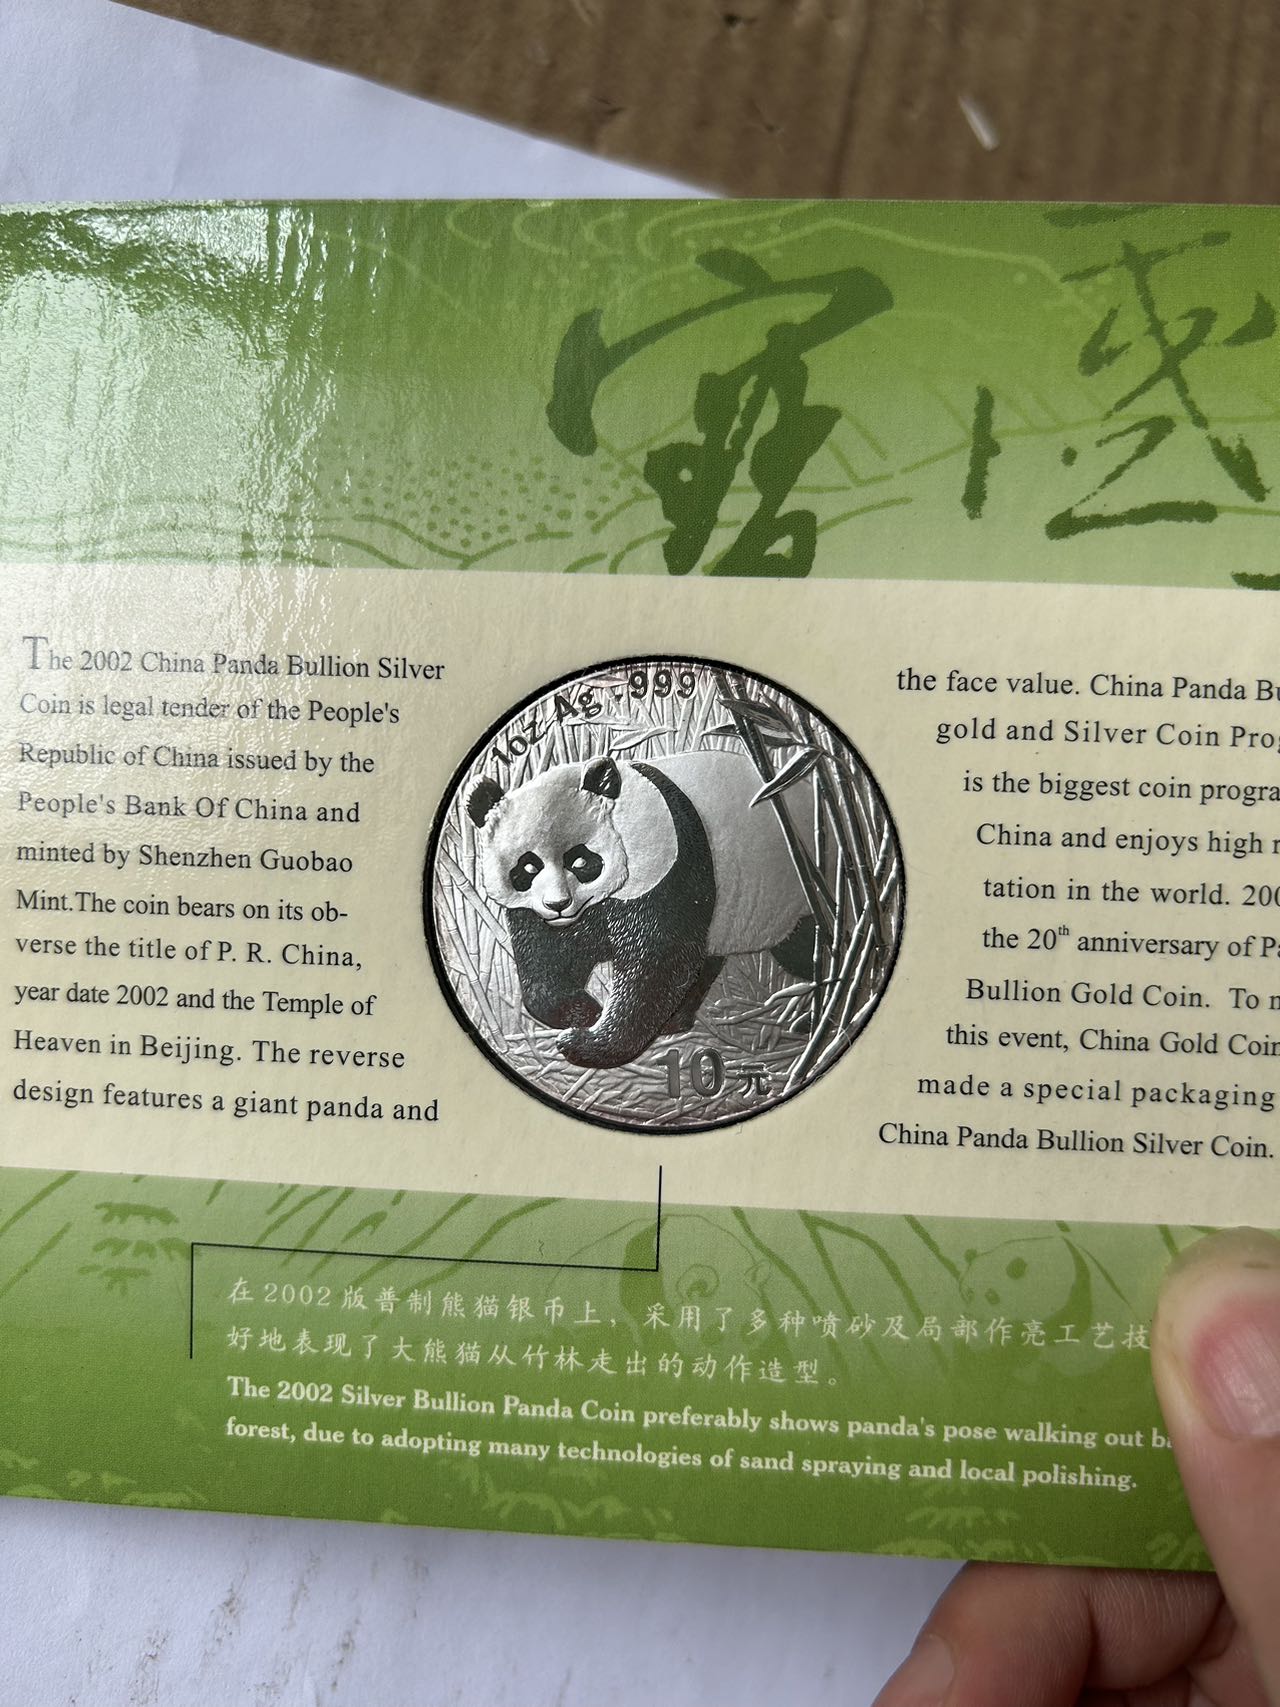 寶
The 2002 China Panda Bullion Silver
Coin is legal tender of the People's
Republic of China issued by the
People's Bank Of China and
minted by Shenzhen Guobao
Mint.The coin bears on its ob-
verse the title of P. R. China,
year date 2002 and the Temple of
Heaven in Beijing. The reverse
design features a giant panda and
1oz Ag .999
10元
the face value. China Panda
gold and Silver Coin
is the biggest coin
China and enjoys high
tation in the world.
the 20th anniversary of
Bullion Gold Coin. To
this event, China Gold
made a special packaging
China Panda Bullion Silver Coin.
在2002版普制熊猫银币上，采用了多种喷砂及局部作亮工艺技
好地表现了大熊猫从竹林走出的动作造型。
The 2002 Silver Bullion Panda Coin preferably shows panda's pose walking out
forest, due to adopting many technologies of sand spraying and local polishing.